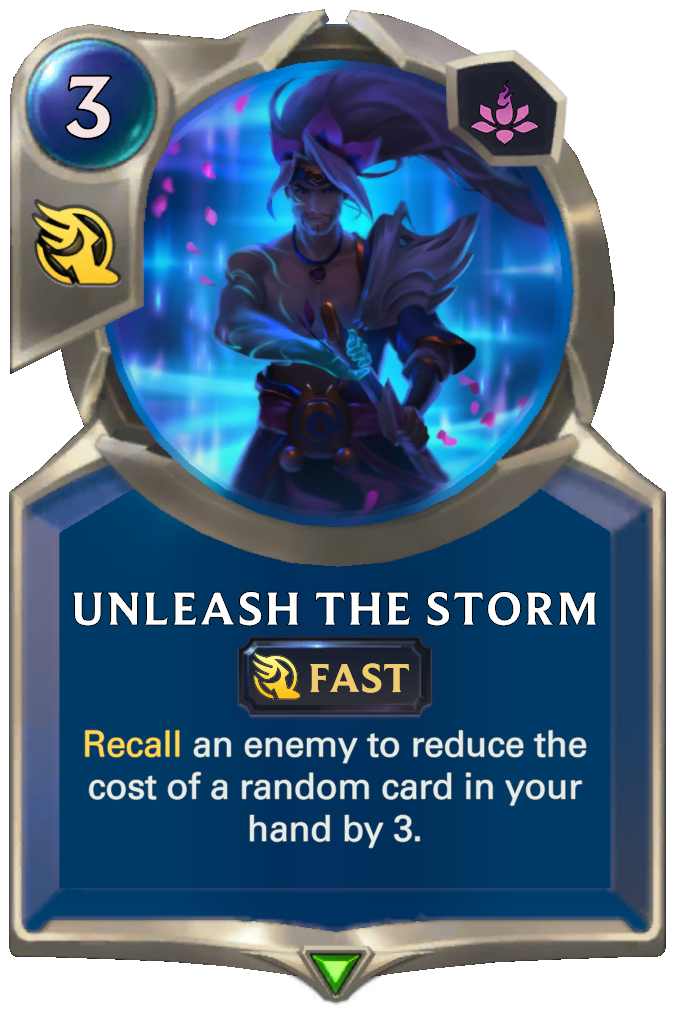 3
UNLEASH THE STORM
FAST
Recall an enemy to reduce the
cost of a random card in your
hand by 3.